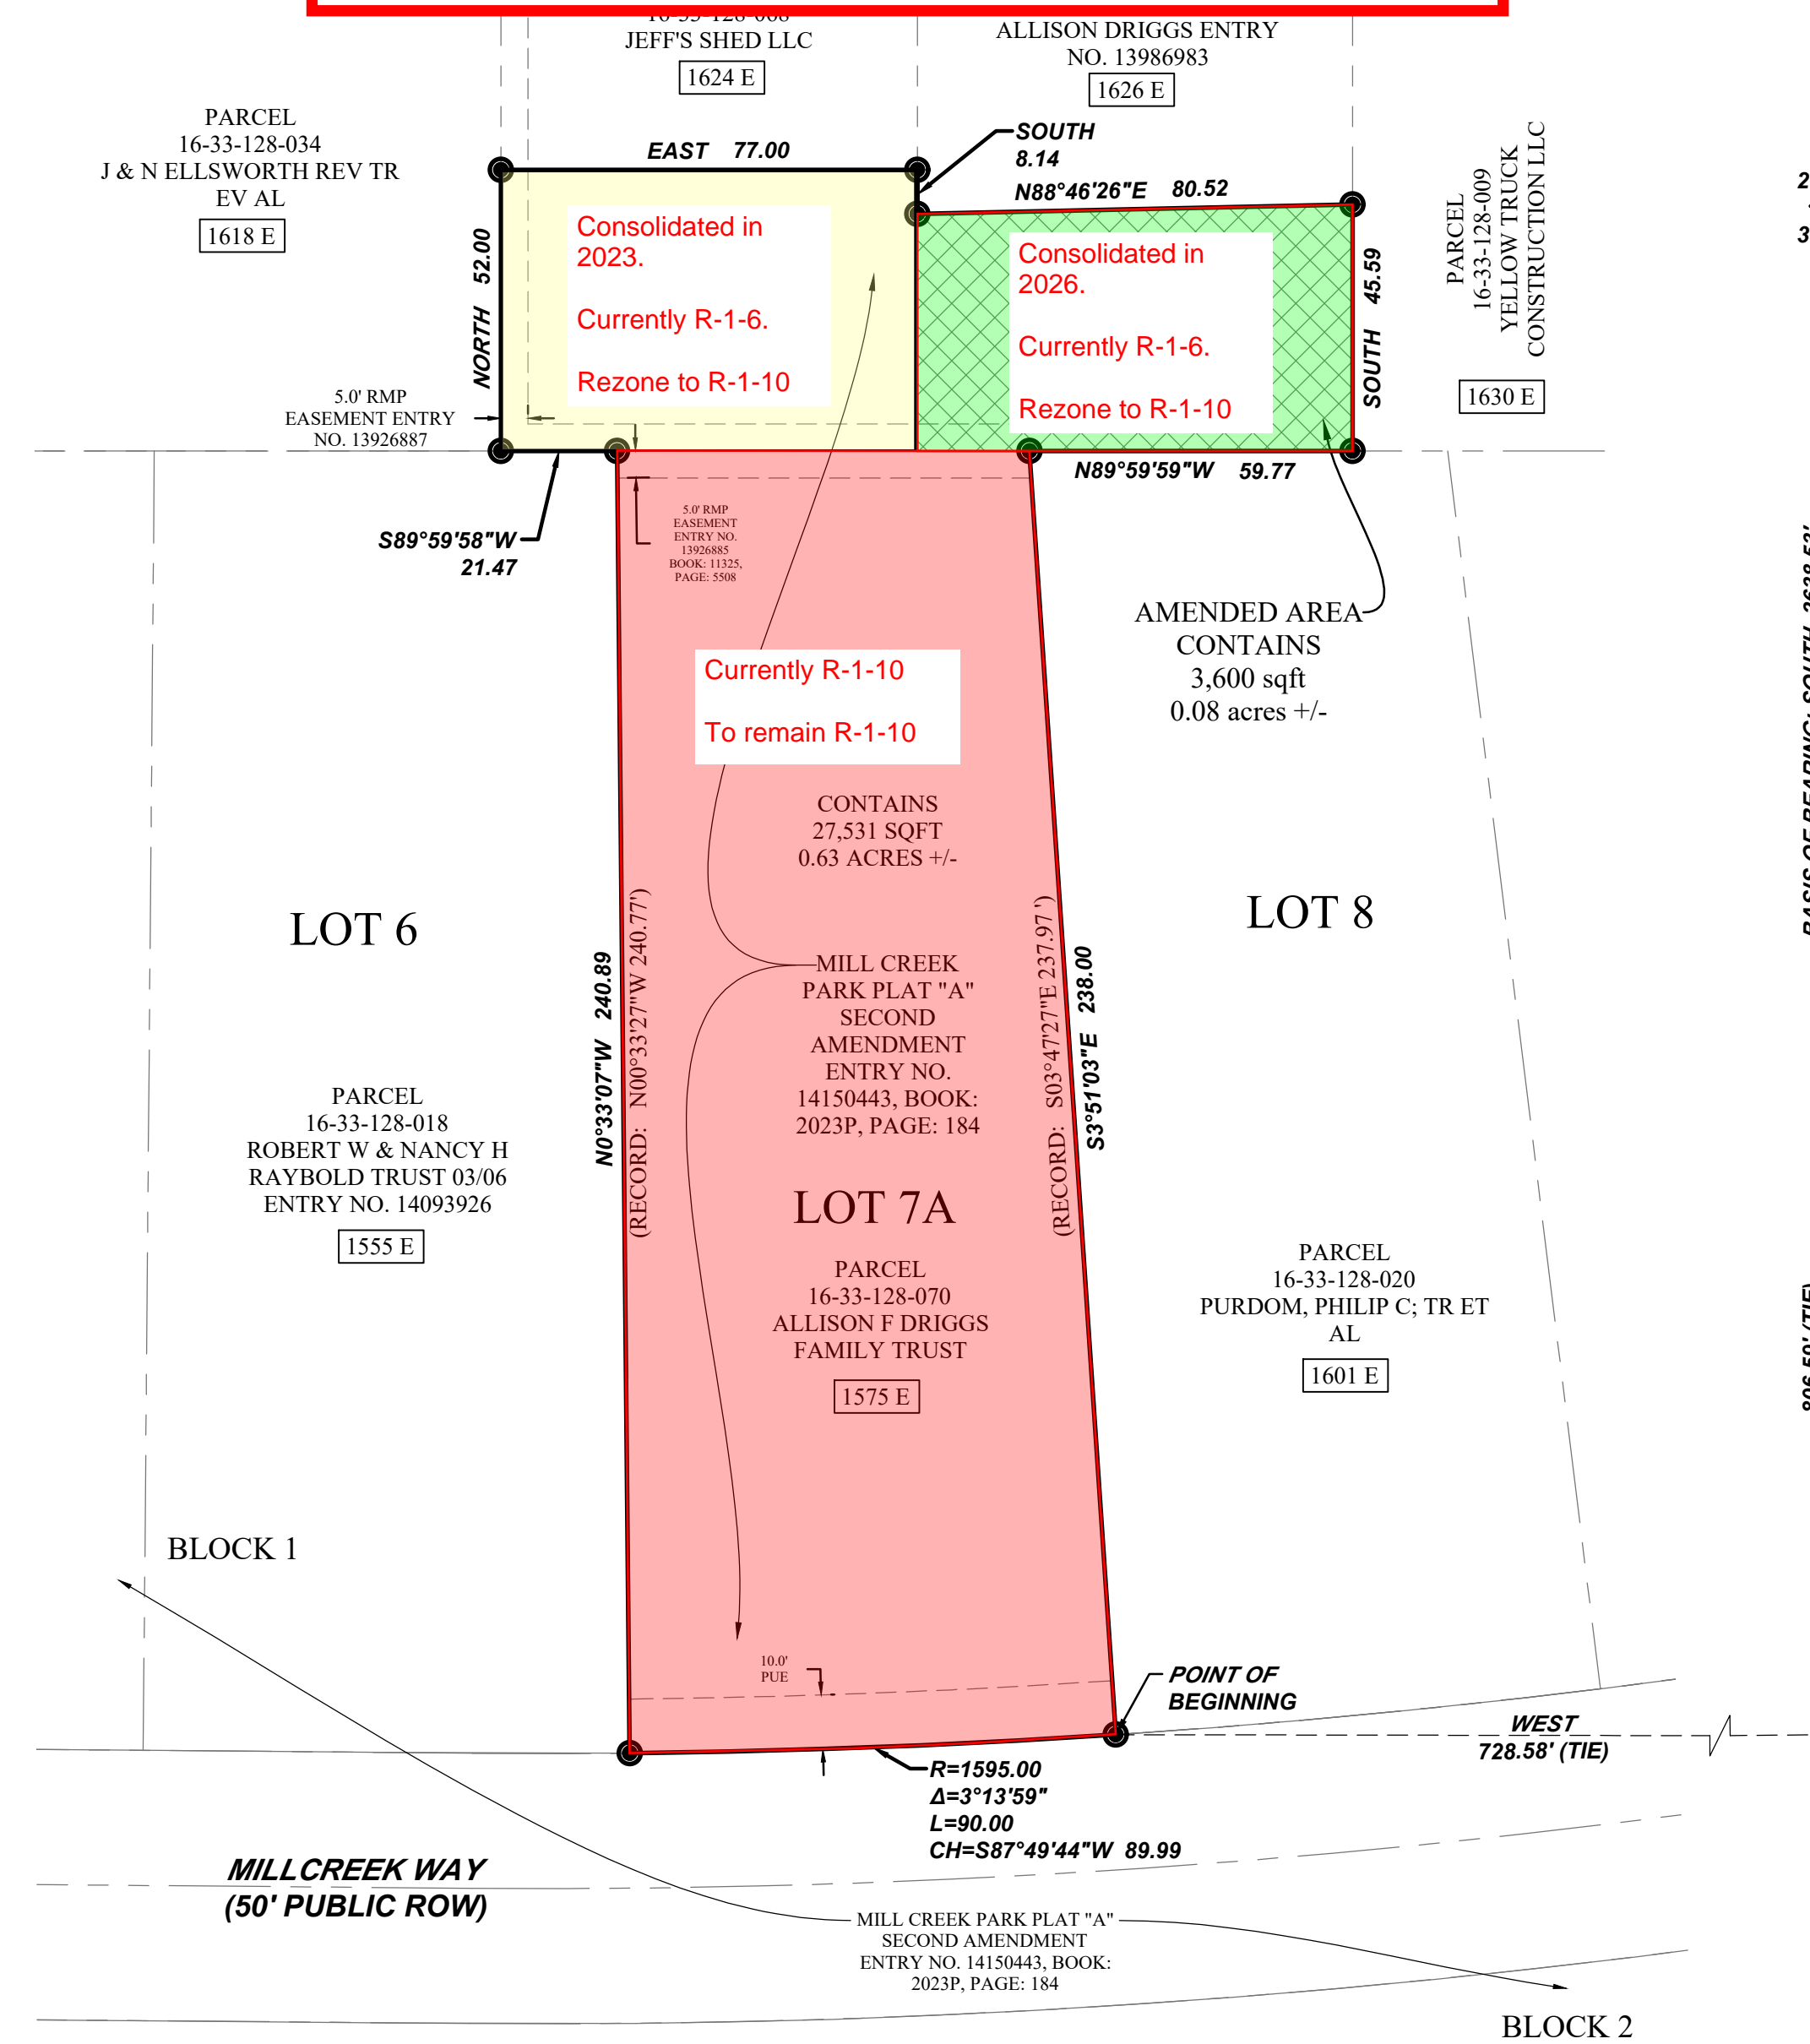 16-33-128-068
JEFF'S SHED LLC
1624 E
ALLISON DRIGGS ENTRY
NO. 13986983
1626 E
PARCEL
16-33-128-034
J & N ELLSWORTH REV TR
EV AL
1618 E
PARCEL
16-33-128-009
YELLOW TRUCK
CONSTRUCTION LLC
1630 E
EAST 77.00
SOUTH
8.14
N88°46'26"E 80.52
NORTH 52.00
SOUTH 45.59
Consolidated in
2023.
Currently R-1-6.
Rezone to R-1-10
Consolidated in
2026.
Currently R-1-6.
Rezone to R-1-10
5.0' RMP
EASEMENT ENTRY
NO. 13926887
N89°59'59"W 59.77
S89°59'58"W
21.47
5.0' RMP
EASEMENT
ENTRY NO.
13926885
BOOK: 11325,
PAGE: 5508
AMENDED AREA
CONTAINS
3,600 sqft
0.08 acres +/-
Currently R-1-10
To remain R-1-10
CONTAINS
27,531 SQFT
0.63 ACRES +/-
LOT 6
LOT 8
N0°33'07"W 240.89
(RECORD: N00°33'27"W 240.77')
(RECORD: S03°47'27"E 237.97')
S3°51'03"E 238.00
MILL CREEK
PARK PLAT "A"
SECOND
AMENDMENT
ENTRY NO.
14150443, BOOK:
2023P, PAGE: 184
PARCEL
16-33-128-018
ROBERT W & NANCY H
RAYBOLD TRUST 03/06
ENTRY NO. 14093926
1555 E
LOT 7A
PARCEL
16-33-128-070
ALLISON F DRIGGS
FAMILY TRUST
1575 E
PARCEL
16-33-128-020
PURDOM, PHILIP C; TR ET
AL
1601 E
BLOCK 1
10.0'
PUE
POINT OF
BEGINNING
WEST
728.58' (TIE)
R=1595.00
Δ=3°13'59"
L=90.00
CH=S87°49'44"W 89.99
MILLCREEK WAY
(50' PUBLIC ROW)
MILL CREEK PARK PLAT "A"
SECOND AMENDMENT
ENTRY NO. 14150443, BOOK:
2023P, PAGE: 184
BLOCK 2
2
3